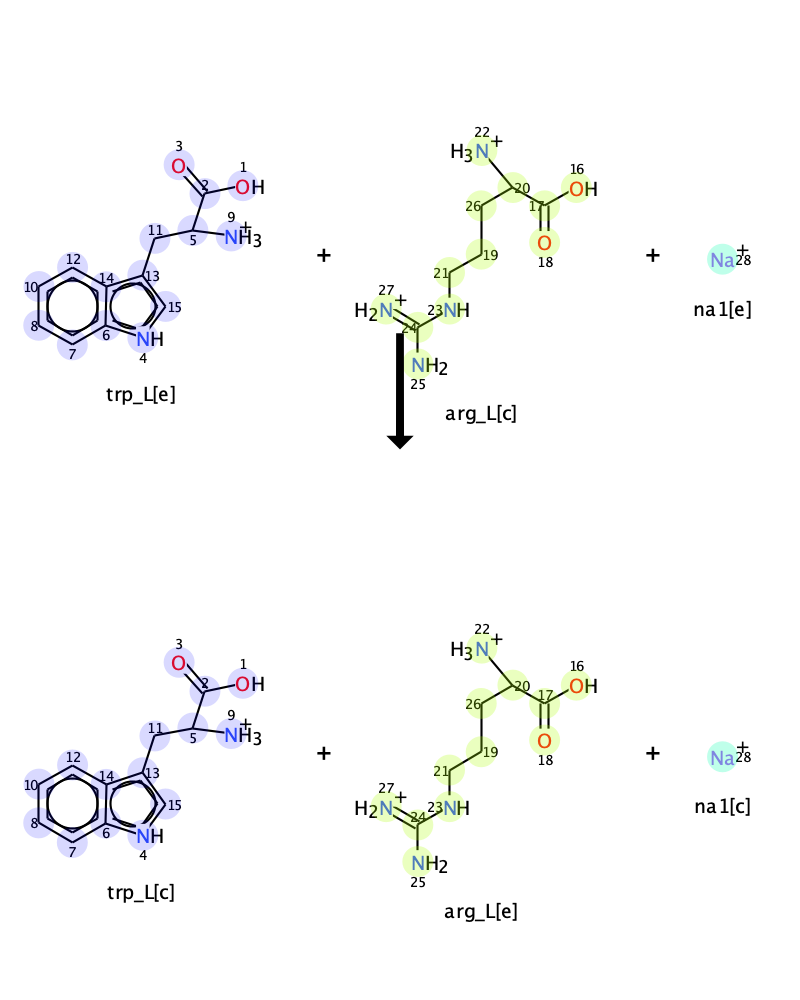 22
3
H₃N +
1
16
O
2
OH
20
OH
9
26
17
11
5
NH₃ +
O
+
+
Na + 28
12
19
18
10
14
13
21
na1[e]
27
15
H₂N +
23
NH
8
6
24
NH
7
4
NH₂
25
trp_L[e]
arg_L[c]
22
3
H₃N +
1
16
O
2
OH
20
17
OH
9
26
11
5
NH₃ +
O
+
+
Na + 28
12
19
18
10
14
13
21
27
15
H₂N +
23
NH
na1[c]
8
24
6
NH
7
4
NH₂
25
trp_L[c]
arg_L[e]